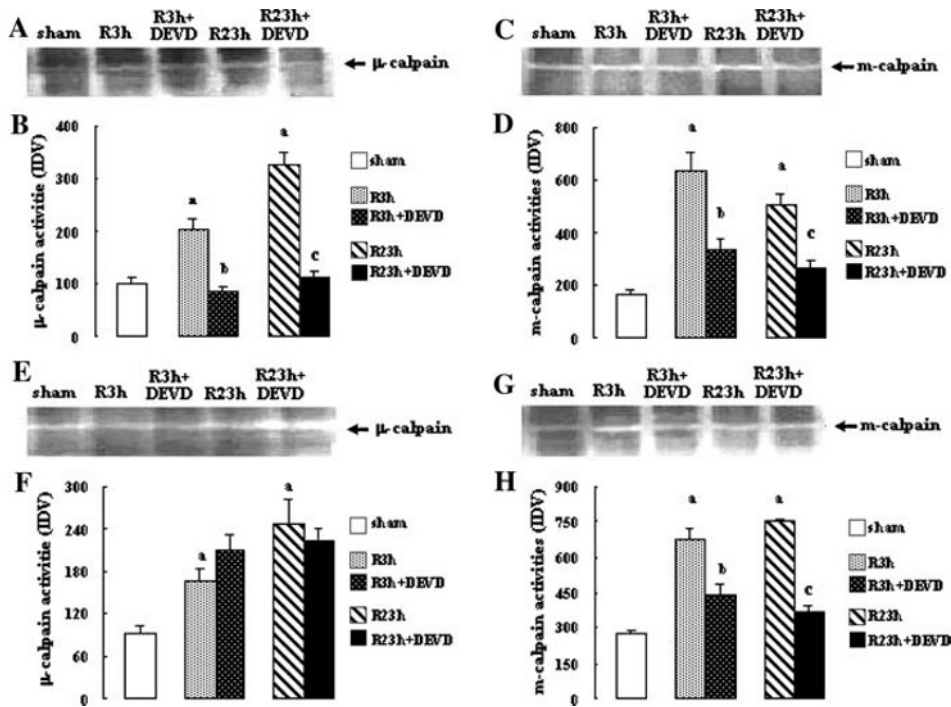 A
sham R3h R3h+ DEVD R23h R23h+ DEVD
μ-calpain
B
μ-calpain activitie (IDV)
400
300
200
100
0
a
b
a
c
sham
R3h
R3h+DEVD
R23h
R23h+DEVD
C
sham R3h R3h+ DEVD R23h R23h+ DEVD
m-calpain
D
m-calpain activities (IDV)
800
600
400
200
0
a
b
a
c
sham
R3h
R3h+DEVD
R23h
R23h+DEVD
E
sham R3h R3h+ DEVD R23h R23h+ DEVD
μ-calpain
F
μ-calpain activitie (IDV)
300
240
180
120
60
0
a
a
sham
R3h
R3h+DEVD
R23h
R23h+DEVD
G
sham R3h R3h+ DEVD R23h R23h+ DEVD
m-calpain
H
m-calpain activities (IDV)
900
750
600
450
300
150
0
a
b
a
c
sham
R3h
R3h+DEVD
R23h
R23h+DEVD